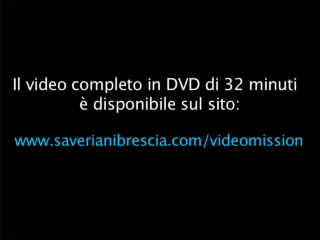 Il video completo in DVD di 32 minuti
è disponibile sul sito:
www.saverianibrescia.com/videomission